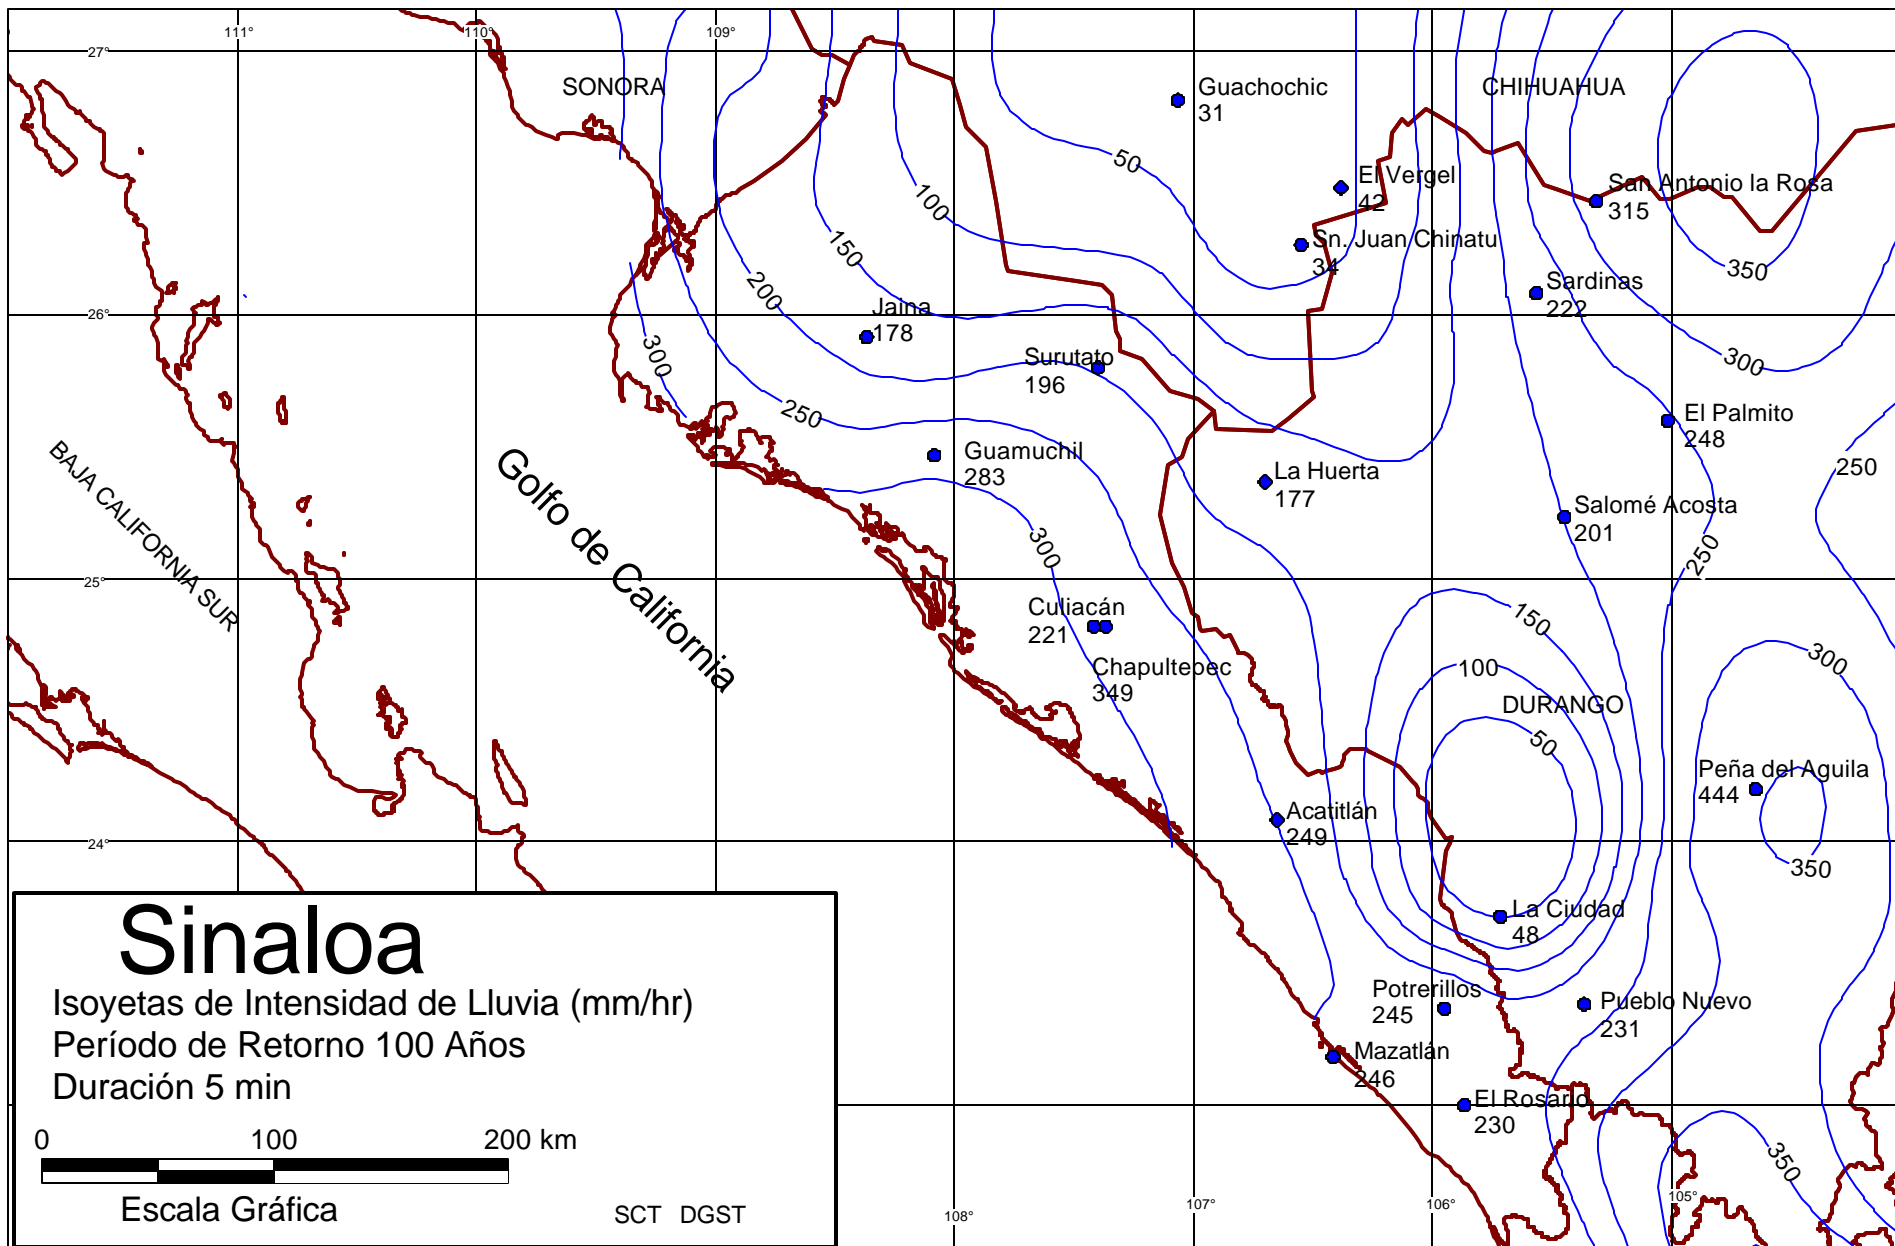 111°
110°
109°
27°
SONORA
Guachochic
31
CHIHUAHUA
50
El Vergel
42
San Antonio la Rosa
315
100
150
Sn. Juan Chinatu
34
350
Sardinas
222
200
26°
Jaina
178
300
Surutato
196
300
250
El Palmito
248
BAJA CALIFORNIA SUR
Golfo de California
Guamuchil
283
La Huerta
177
250
Salomé Acosta
201
300
250
25°
Culiacán
221
150
Chapultepec
349
100
300
DURANGO
50
Peña del Aguila
444
Acatitlán
249
24°
350
La Ciudad
48
Potrerillos
245
Pueblo Nuevo
231
Mazatlán
246
El Rosario
230
350
108°
107°
106°
105°
Sinaloa
Isoyetas de Intensidad de Lluvia (mm/hr)
Período de Retorno 100 Años
Duración 5 min
0 100 200 km
Escala Gráfica
SCT DGST